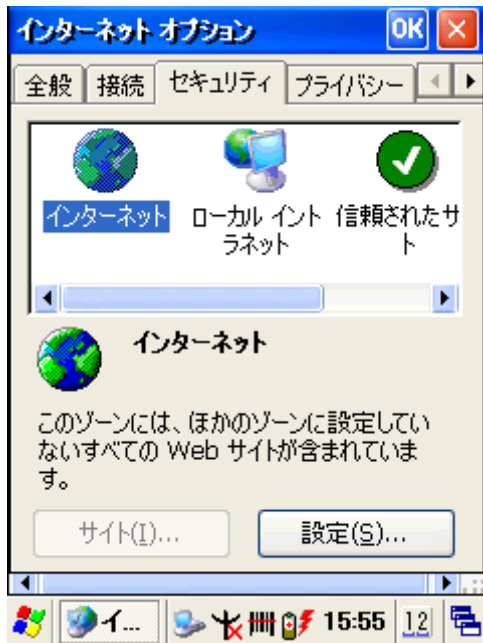 インターネット オプション OK
全般 接続 セキュリティ プライバシー
インターネット ローカル イント 信頼されたサ
ラネット ト
インターネット
このゾーンには、ほかのゾーンに設定してい
ないすべての Web サイトが含まれていま
す。
サイト(I)... 設定(S)...
イ... 15:55 12